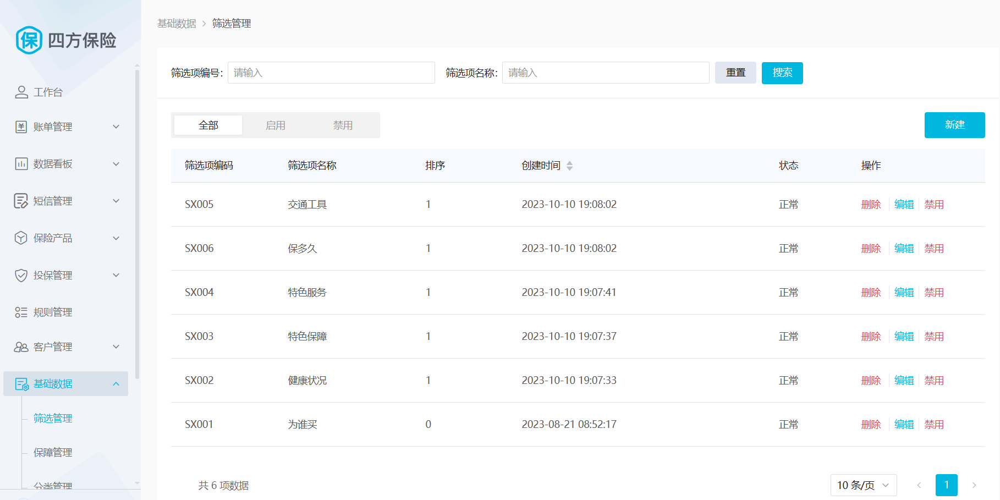 保 四方保险
工作台
账单管理
数据看板
短信管理
保险产品
投保管理
规则管理
客户管理
基础数据
筛选管理
保障管理
分类管理
基础数据 > 筛选管理
筛选项编号: 请输入 筛选项名称: 请输入 重置 搜索
全部 启用 禁用 新建
筛选项编码 筛选项名称 排序 创建时间 状态 操作
SX005 交通工具 1 2023-10-10 19:08:02 正常 删除 编辑 禁用
SX006 保多久 1 2023-10-10 19:08:02 正常 删除 编辑 禁用
SX004 特色服务 1 2023-10-10 19:07:41 正常 删除 编辑 禁用
SX003 特色保障 1 2023-10-10 19:07:37 正常 删除 编辑 禁用
SX002 健康状况 1 2023-10-10 19:07:33 正常 删除 编辑 禁用
SX001 为谁买 0 2023-08-21 08:52:17 正常 删除 编辑 禁用
共 6 项数据 10 条/页 < 1 >